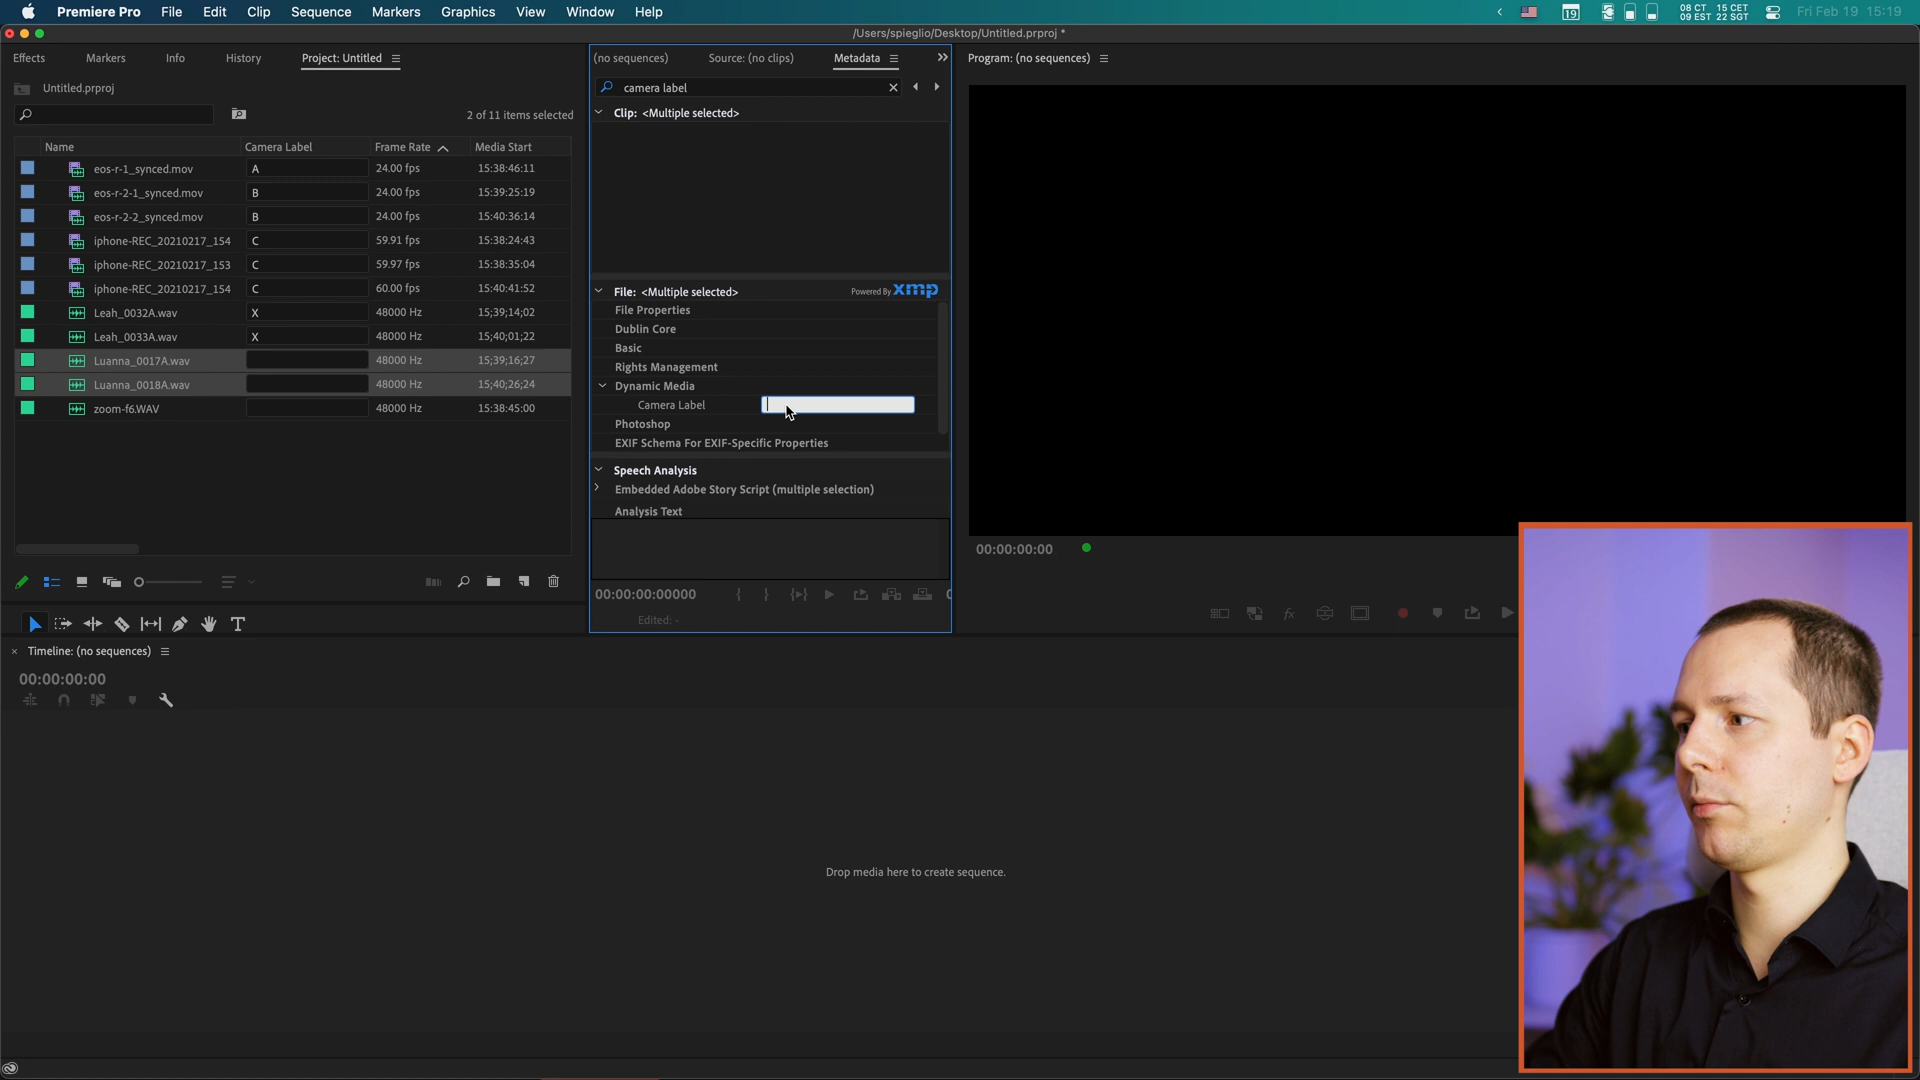 Premiere Pro File Edit Clip Sequence Markers Graphics View Window Help
19
08 CT 15 CET
09 EST 22 SGT
Fri Feb 19 15:19
/Users/spieglio/Desktop/Untitled.prproj *
Effects Markers Info History Project: Untitled
Untitled.prproj
2 of 11 items selected
Name Camera Label Frame Rate Media Start
eos-r-1_synced.mov A 24.00 fps 15:38:46:11
eos-r-2-1_synced.mov B 24.00 fps 15:39:25:19
eos-r-2-2_synced.mov B 24.00 fps 15:40:36:14
iphone-REC_20210217_154 C 59.91 fps 15:38:24:43
iphone-REC_20210217_153 C 59.97 fps 15:38:35:04
iphone-REC_20210217_154 C 60.00 fps 15:40:41:52
Leah_0032A.wav X 48000 Hz 15;39;14;02
Leah_0033A.wav X 48000 Hz 15;40;01;22
Luanna_0017A.wav 48000 Hz 15;39;16;27
Luanna_0018A.wav 48000 Hz 15;40;26;24
zoom-f6.WAV 48000 Hz 15:38:45:00
(no sequences) Source: (no clips) Metadata
camera label
Clip: <Multiple selected>
File: <Multiple selected> Powered By xmp
File Properties
Dublin Core
Basic
Rights Management
Dynamic Media
Camera Label
Photoshop
EXIF Schema For EXIF-Specific Properties
Speech Analysis
Embedded Adobe Story Script (multiple selection)
Analysis Text
00:00:00:00000
Edited: -
Program: (no sequences)
00:00:00:00
Timeline: (no sequences)
00:00:00:00
Drop media here to create sequence.